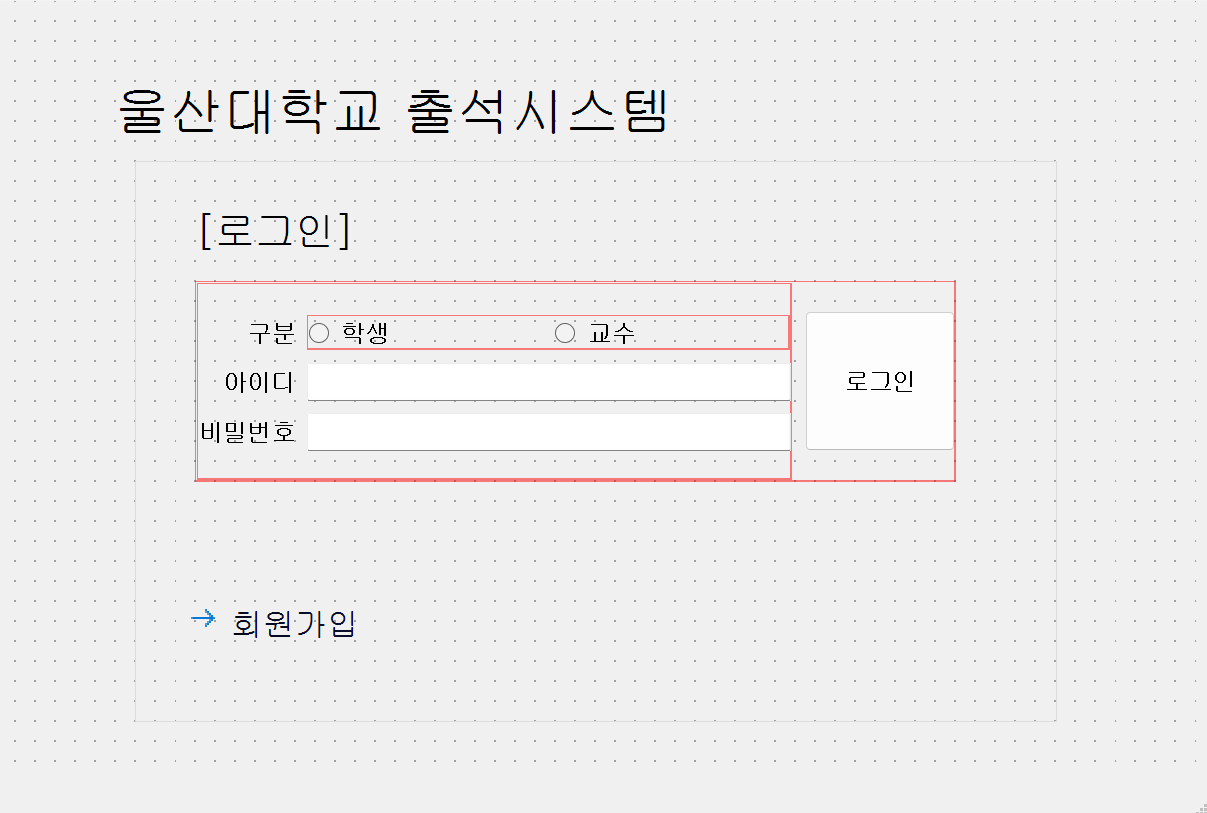 울산대학교 출석시스템
[로그인]
구분 학생 교수
아이디
비밀번호
로그인
회원가입